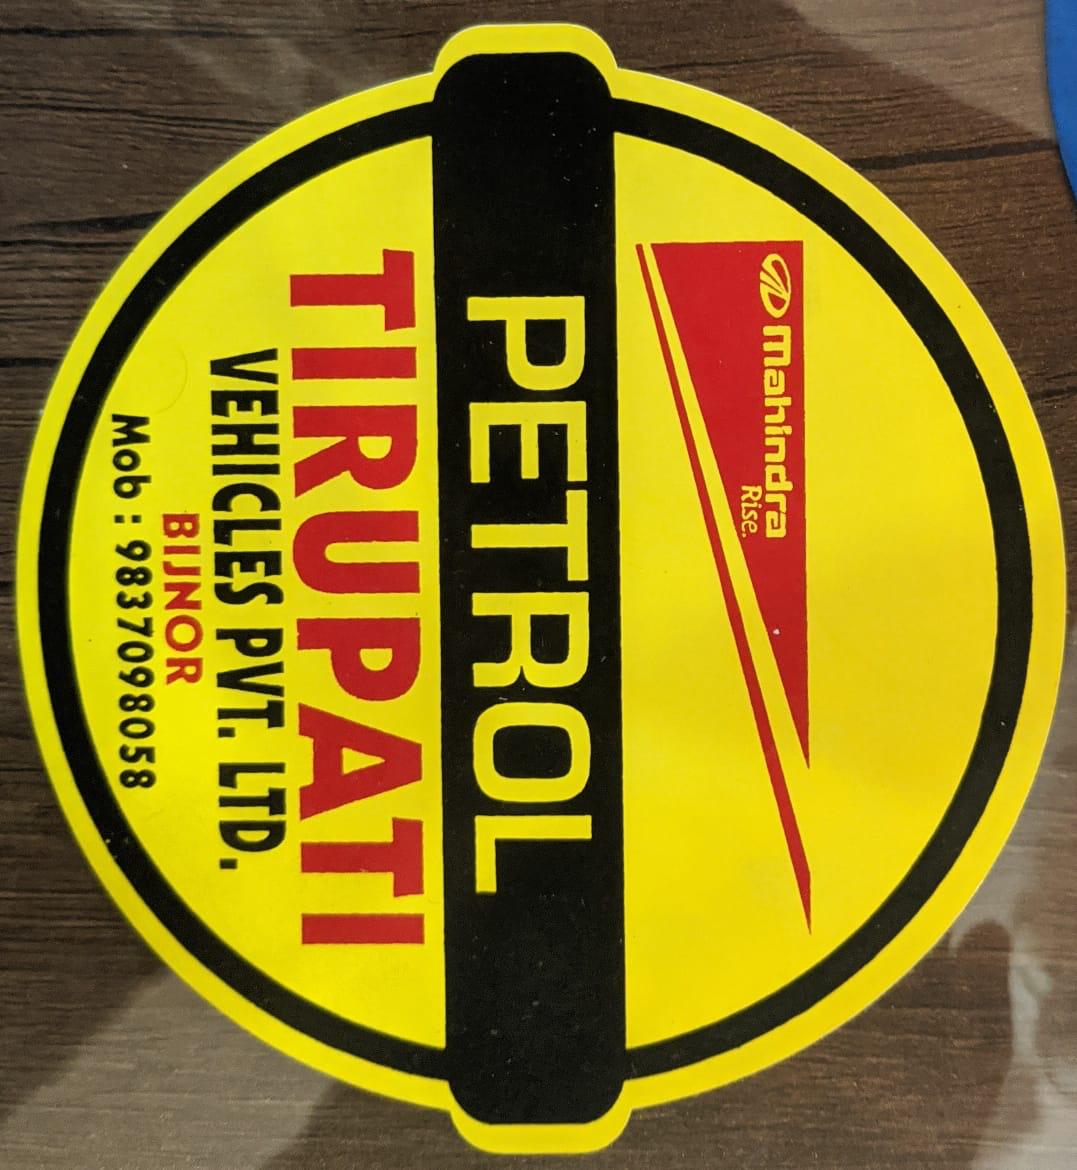 mahindra
Rise.
PETROL
TIRUPATI
VEHICLES PVT. LTD.
BIJNOR
Mob : 9837098058